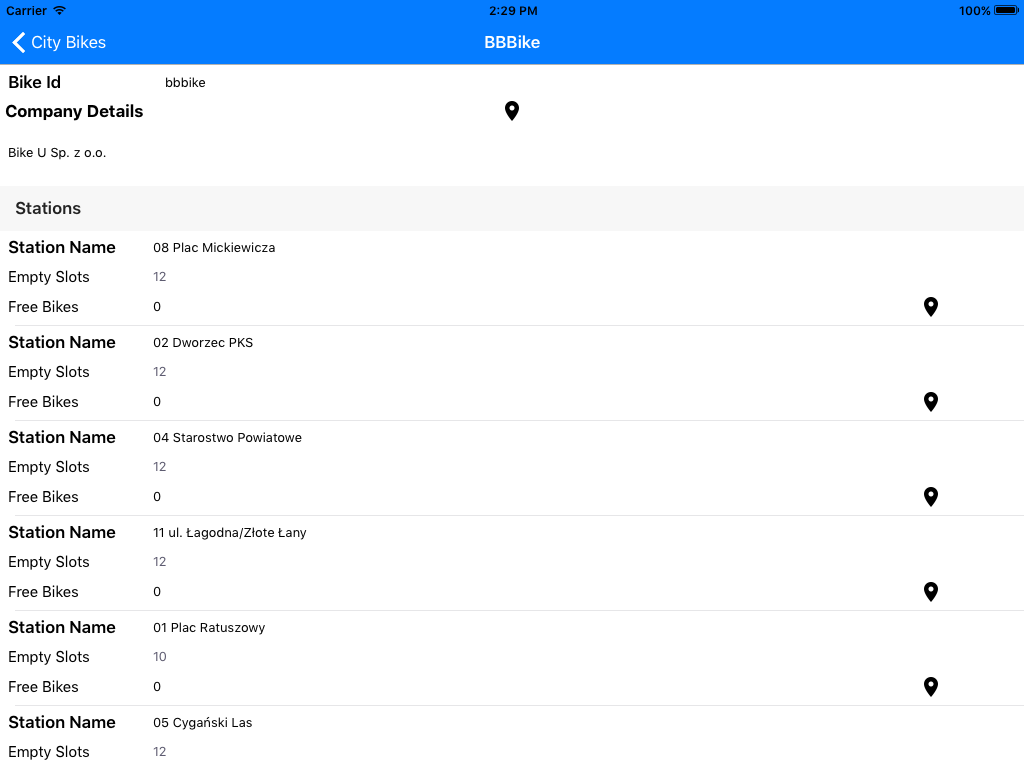 Carrier 2:29 PM 100%
City Bikes BBBike
Bike Id bbbike
Company Details
Bike U Sp. z o.o.
Stations
Station Name 08 Plac Mickiewicza
Empty Slots 12
Free Bikes 0
Station Name 02 Dworzec PKS
Empty Slots 12
Free Bikes 0
Station Name 04 Starostwo Powiatowe
Empty Slots 12
Free Bikes 0
Station Name 11 ul. Łagodna/Złote Łany
Empty Slots 12
Free Bikes 0
Station Name 01 Plac Ratuszowy
Empty Slots 10
Free Bikes 0
Station Name 05 Cygański Las
Empty Slots 12